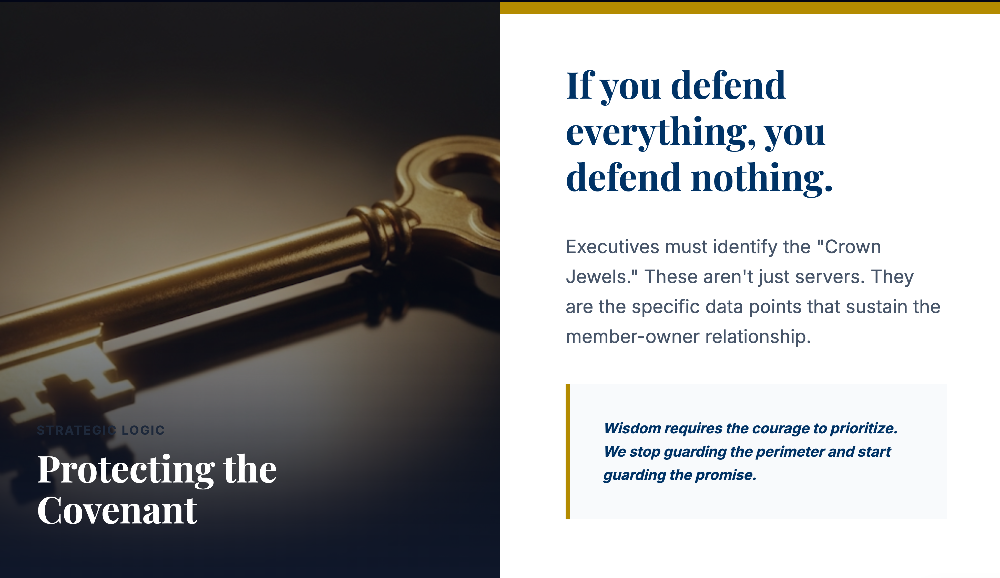 STRATEGIC LOGIC
Protecting the
Covenant
If you defend
everything, you
defend nothing.
Executives must identify the "Crown
Jewels." These aren't just servers. They
are the specific data points that sustain the
member-owner relationship.
Wisdom requires the courage to prioritize.
We stop guarding the perimeter and start
guarding the promise.